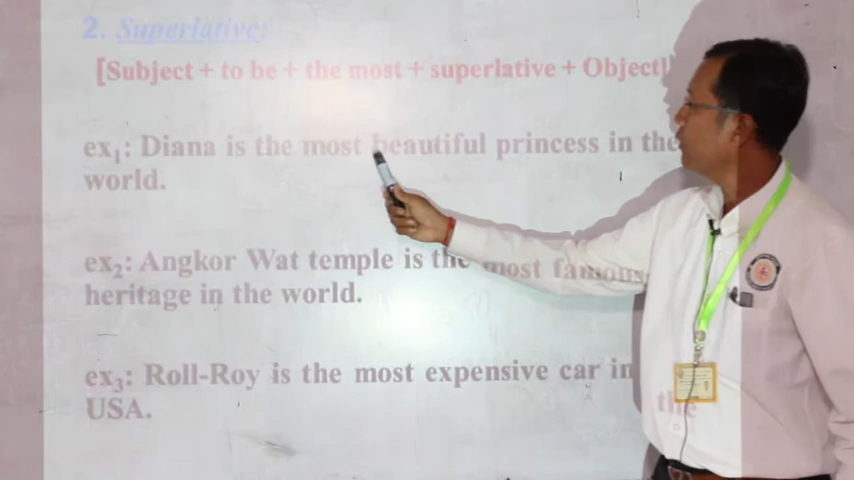 2. Superlative:
[Subject + to be + the most + superlative + Object]
ex1: Diana is the most beautiful princess in the
world.
ex2: Angkor Wat temple is the most famous
heritage in the world.
ex3: Roll-Roy is the most expensive car in the
USA.